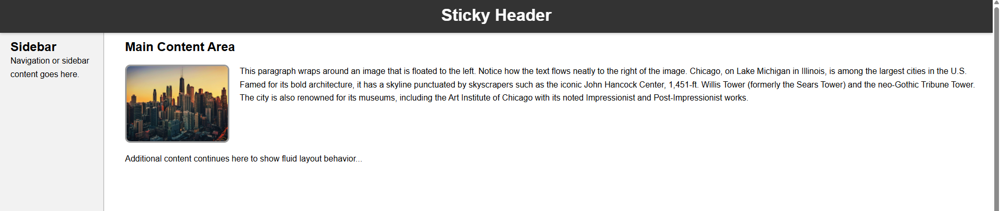 Sticky Header
Sidebar
Navigation or sidebar
content goes here.
Main Content Area
This paragraph wraps around an image that is floated to the left. Notice how the text flows neatly to the right of the image. Chicago, on Lake Michigan in Illinois, is among the largest cities in the U.S.
Famed for its bold architecture, it has a skyline punctuated by skyscrapers such as the iconic John Hancock Center, 1,451-ft. Willis Tower (formerly the Sears Tower) and the neo-Gothic Tribune Tower.
The city is also renowned for its museums, including the Art Institute of Chicago with its noted Impressionist and Post-Impressionist works.
Additional content continues here to show fluid layout behavior...